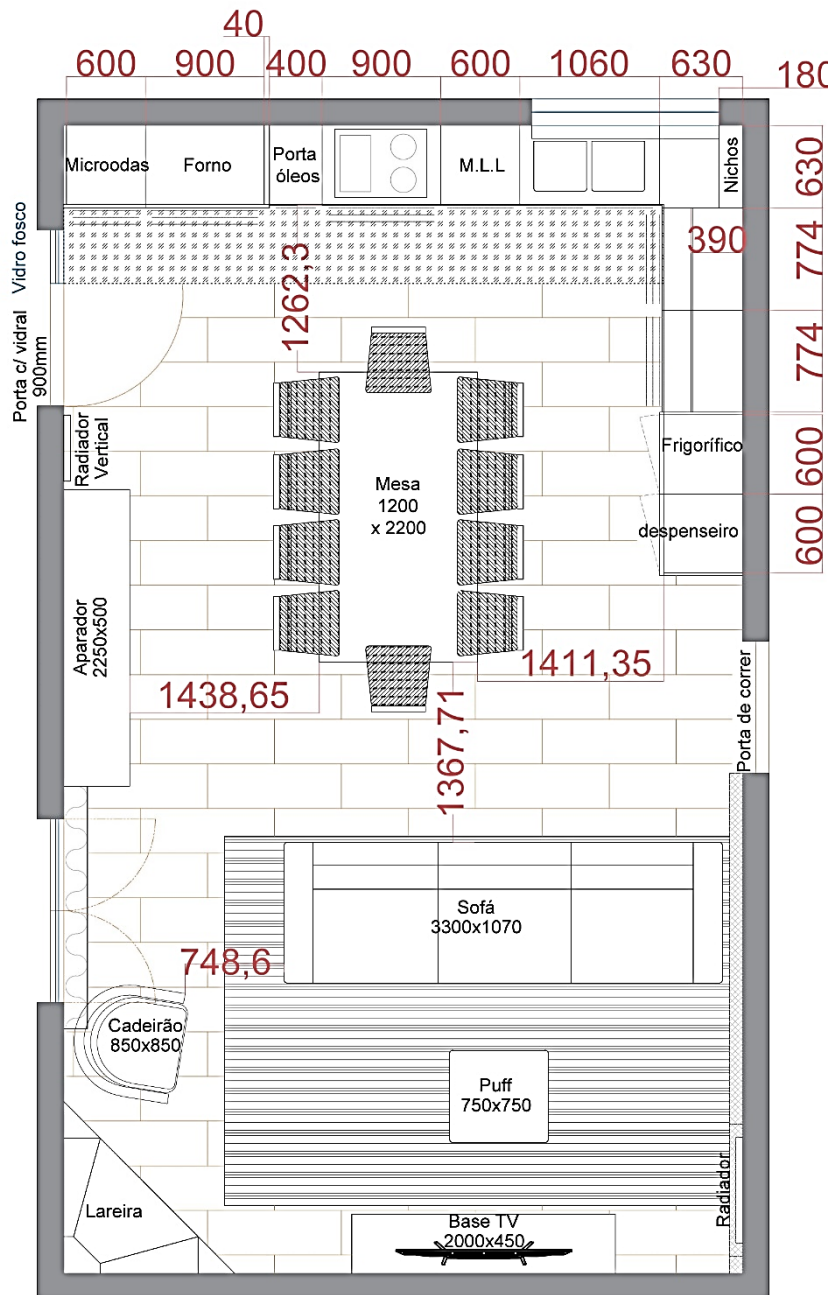 40
600 900 400 900 600 1060 630 180
Microodas
Forno
Porta
óleos
M.L.L
Nichos
630
Vidro fosco
774
390
1262,3
Porta c/ vidral
900mm
774
Radiador
Vertical
Frigorífico
600
Mesa
1200
x 2200
despenseiro
600
Aparador
2250x500
1438,65
1411,35
1367,71
Porta de correr
Sofá
3300x1070
748,6
Cadeirão
850x850
Puff
750x750
Radiador
Lareira
Base TV
2000x450